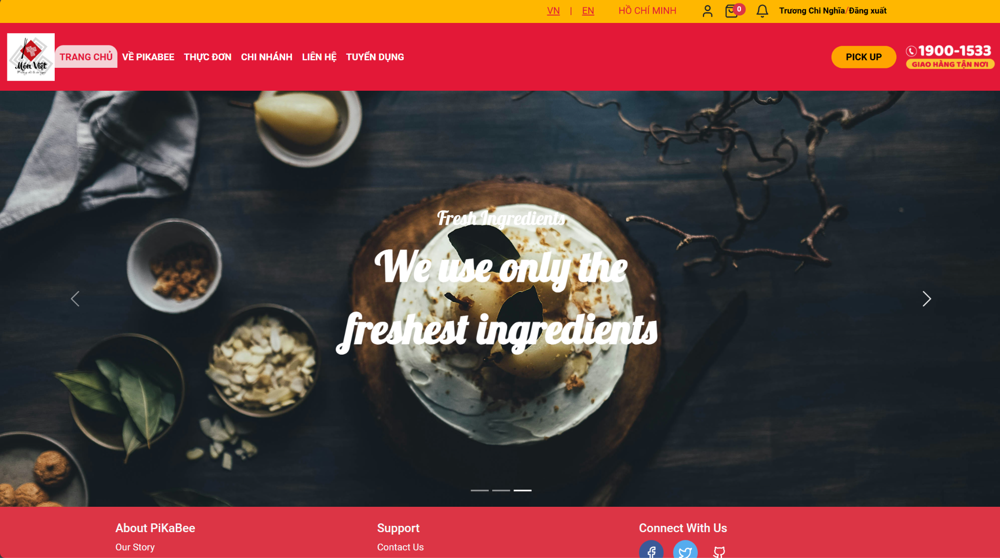 VN | EN HỒ CHÍ MINH 0 Trương Chi Nghĩa/Đăng xuất
Món Việt
TRANG CHỦ VỀ PIKABEE THỰC ĐƠN CHI NHÁNH LIÊN HỆ TUYỂN DỤNG
PICK UP
1900-1533
GIAO HÀNG TẬN NƠI
Fresh Ingredients
We use only the
freshest ingredients
About PiKaBee
Our Story
Support
Contact Us
Connect With Us